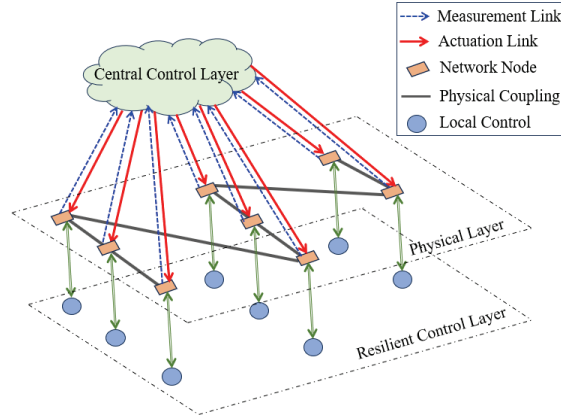 Measurement Link
Actuation Link
Network Node
Physical Coupling
Local Control
Central Control Layer
Physical Layer
Resilient Control Layer